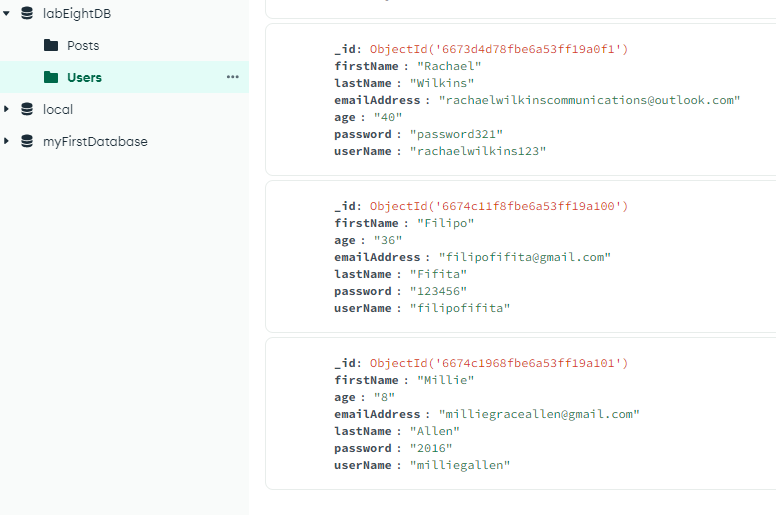 labEightDB
Posts
Users
local
myFirstDatabase
_id: ObjectId('6673d4d78fbe6a53ff19a0f1')
firstName : "Rachael"
lastName : "Wilkins"
emailAddress : "rachaelwilkinscommunications@outlook.com"
age : "40"
password : "password321"
userName : "rachaelwilkins123"
_id: ObjectId('6674c11f8fbe6a53ff19a100')
firstName : "Filipo"
age : "36"
emailAddress : "filipofifita@gmail.com"
lastName : "Fifita"
password : "123456"
userName : "filipofifita"
_id: ObjectId('6674c1968fbe6a53ff19a101')
firstName : "Millie"
age : "8"
emailAddress : "milliegraceallen@gmail.com"
lastName : "Allen"
password : "2016"
userName : "milliegallen"